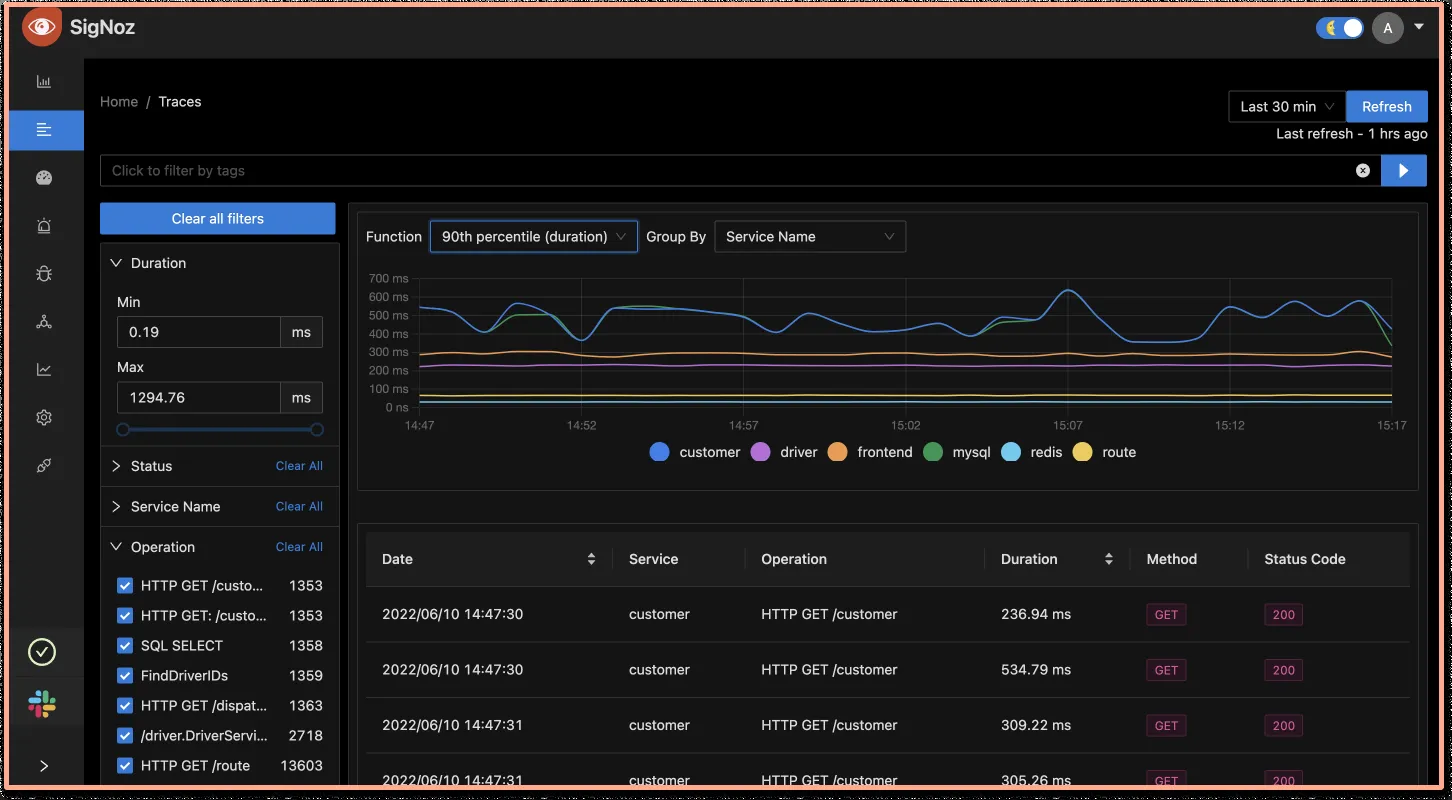 SigNoz
A
Home / Traces
Last 30 min
Refresh
Last refresh - 1 hrs ago
Click to filter by tags
Clear all filters
Duration
Min
0.19 ms
Max
1294.76 ms
Status Clear All
Service Name Clear All
Operation Clear All
HTTP GET /custo... 1353
HTTP GET: /custo... 1353
SQL SELECT 1358
FindDriverIDs 1359
HTTP GET /dispat... 1363
/driver.DriverServi... 2718
HTTP GET /route 13603
Function 90th percentile (duration) Group By Service Name
700 ms
600 ms
500 ms
400 ms
300 ms
200 ms
100 ms
0 ns
14:47 14:52 14:57 15:02 15:07 15:12 15:17
customer driver frontend mysql redis route
Date Service Operation Duration Method Status Code
2022/06/10 14:47:30 customer HTTP GET /customer 236.94 ms GET 200
2022/06/10 14:47:30 customer HTTP GET /customer 534.79 ms GET 200
2022/06/10 14:47:31 customer HTTP GET /customer 309.22 ms GET 200
2022/06/10 14:47:31 customer HTTP GET /customer 305.26 ms GET 200